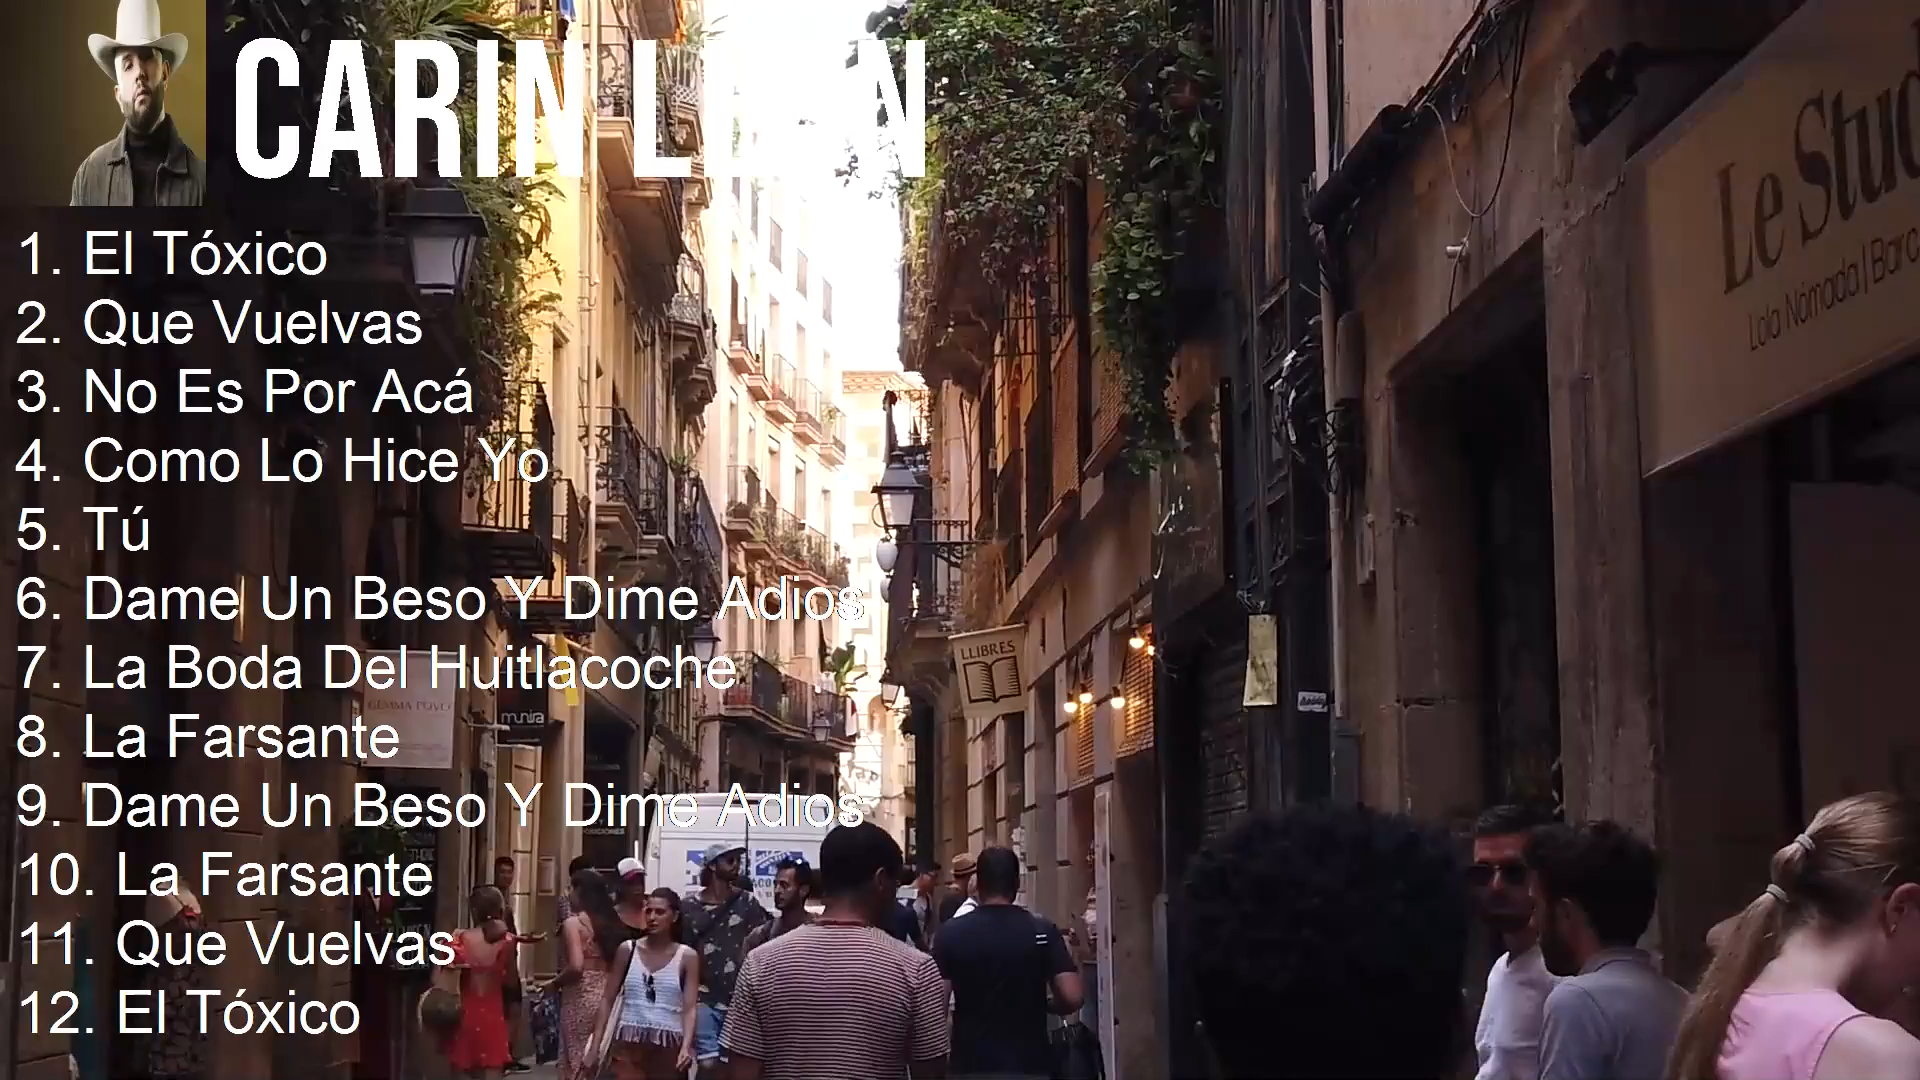 CARIN LEÓN
1. El Tóxico
2. Que Vuelvas
3. No Es Por Acá
4. Como Lo Hice Yo
5. Tú
6. Dame Un Beso Y Dime Adios
7. La Boda Del Huitlacoche
8. La Farsante
9. Dame Un Beso Y Dime Adios
10. La Farsante
11. Que Vuelvas
12. El Tóxico
Le Stud
Lola Nómada | Barc
LLIBRES
munira